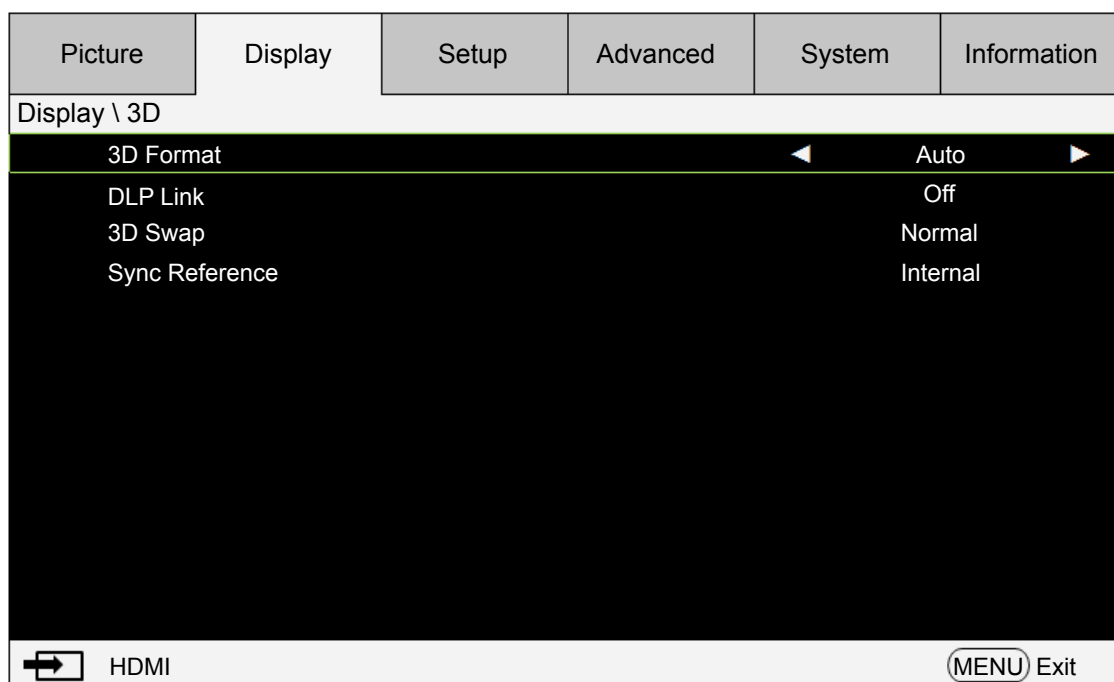 Picture Display Setup Advanced System Information
Display \ 3D
3D Format Auto
DLP Link Off
3D Swap Normal
Sync Reference Internal
HDMI MENU Exit